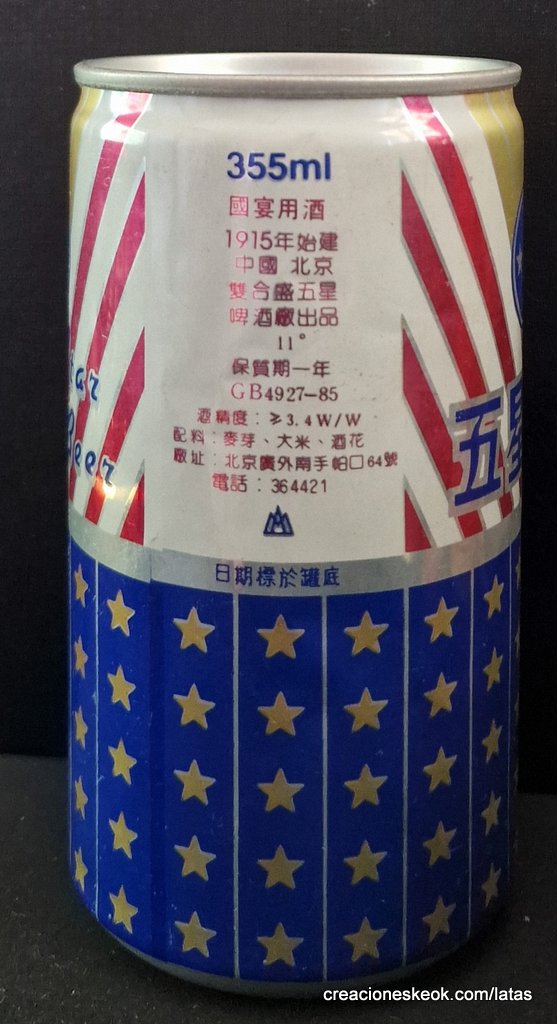 355ml
國宴用酒
1915年始建
中國 北京
雙合盛五星
啤酒廠出品
11°
保質期一年
GB4927-85
酒精度：≥3.4W/W
配料：麥芽、大米、酒花
廠址：北京廣外南手帕口64號
電話：364421
日期標於罐底
五星
creacioneskeok.com/latas